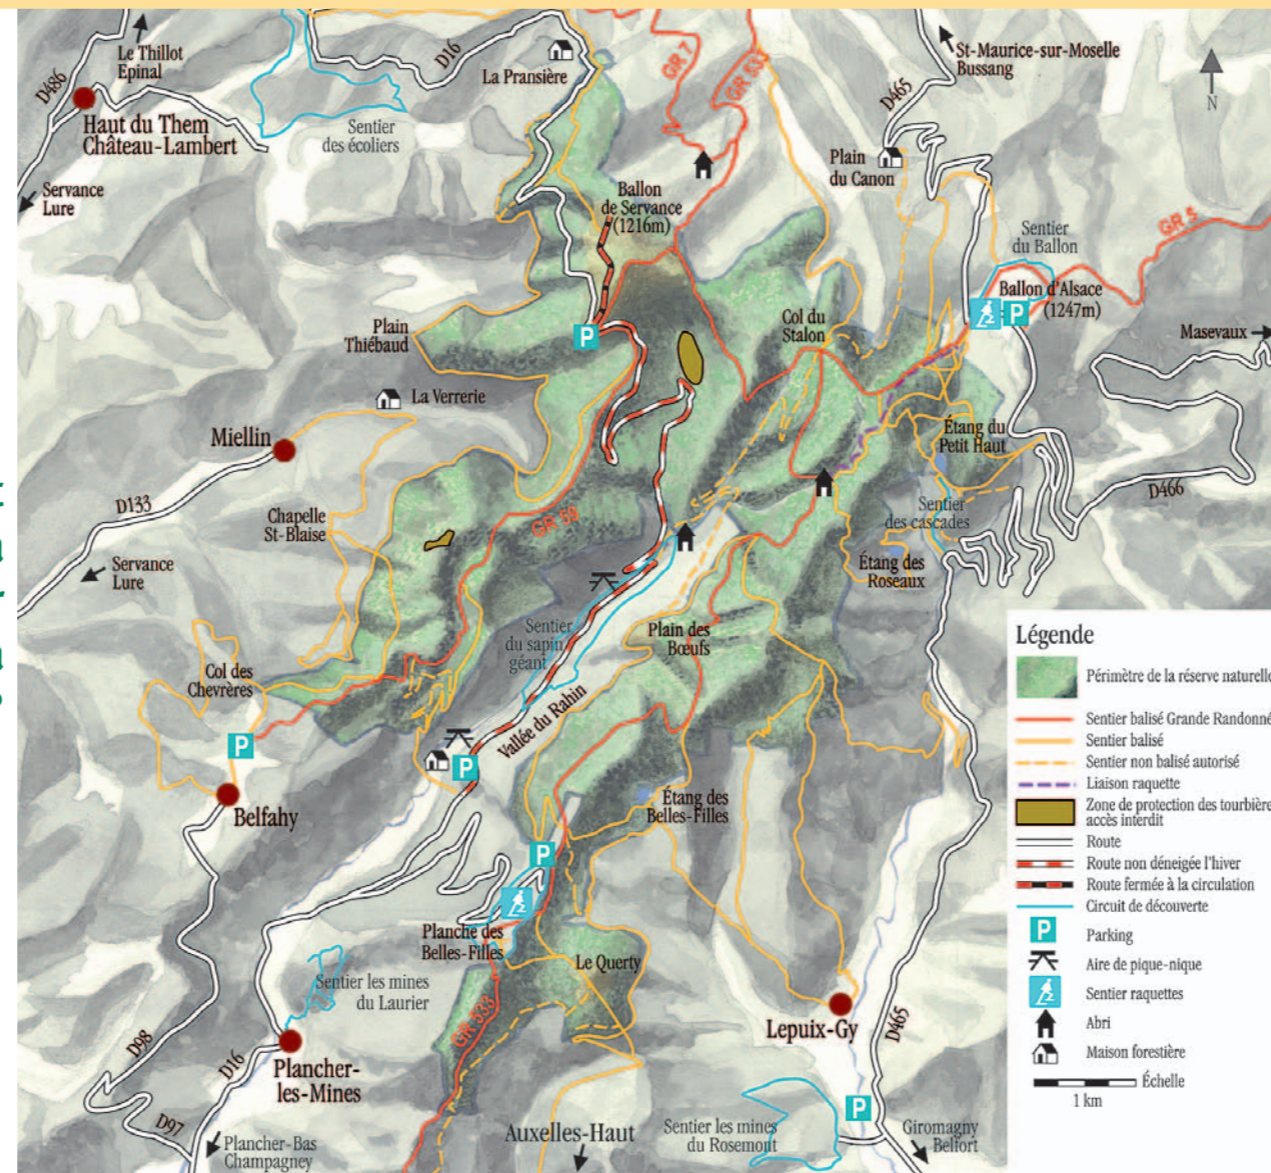 Le Thillot
Epinal
D486
D16
La Pransière
GR 7
GR 533
St-Maurice-sur-Moselle
Bussang
D465
N
Haut du Them
Château-Lambert
Sentier
des écoliers
Plain
du Canon
Servance
Lure
Ballon
de Servance
(1216m)
Sentier
du Ballon
GR 5
Ballon d'Alsace
(1247m)
P
P
Plain
Thiébaud
Col du
Stalon
Masevaux
La Verrerie
Miellin
Étang du
Petit Haut
D133
D466
Chapelle
St-Blaise
GR 59
Sentier
des cascades
Servance
Lure
Étang des
Roseaux
Sentier
du sapin
géant
Plain des
Bœufs
Col des
Chevrères
Vallée du Rahin
P
P
Belfahy
Étang des
Belles-Filles
P
Planche des
Belles-Filles
Le Querty
Sentier les mines
du Laurier
Lepuix-Gy
D465
GR 533
D98
D16
Plancher-
les-Mines
D97
Plancher-Bas
Champagney
Auxelles-Haut
Sentier les mines
du Rosemont
P
Giromagny
Belfort
Légende
Périmètre de la réserve naturelle
Sentier balisé Grande Randonné
Sentier balisé
Sentier non balisé autorisé
Liaison raquette
Zone de protection des tourbière
accès interdit
Route
Route non déneigée l'hiver
Route fermée à la circulation
Circuit de découverte
P Parking
Aire de pique-nique
Sentier raquettes
Abri
Maison forestière
Échelle
1 km